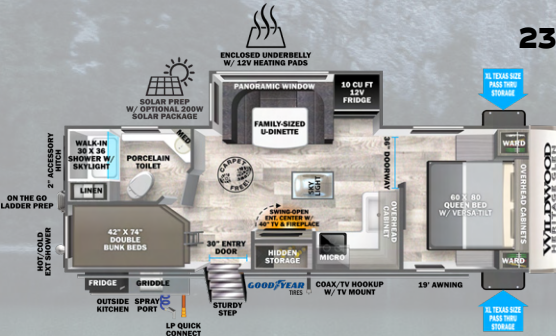 23
ENCLOSED UNDERBELLY
W/ 12V HEATING PADS
SOLAR PREP
W/ OPTIONAL 200W
SOLAR PACKAGE
PANORAMIC WINDOW
10 CU FT
12V
FRIDGE
FAMILY-SIZED
U-DINETTE
XL TEXAS SIZE
PASS THRU
STORAGE
2" ACCESSORY
HITCH
WALK-IN
30 X 36
SHOWER W/
SKYLIGHT
MED
PORCELAIN
TOILET
LINEN
CARPET
FREE!
SKY
LIGHT
36" DOORWAY
WARD
60 X 80
QUEEN BED
W/ VERSA-TILT
OVERHEAD CABINETS
WILDWOOD
HERITAGE GLEN
ON THE GO
LADDER PREP
HOT/COLD
EXT SHOWER
42" X 74"
DOUBLE
BUNK BEDS
SWING-OPEN
ENT. CENTER W/
40" TV & FIREPLACE
30" ENTRY
DOOR
HIDDEN
STORAGE
MICRO
OVERHEAD
CABINET
WARD
FRIDGE
GRIDDLE
OUTSIDE
KITCHEN
SPRAY
PORT
LP QUICK
CONNECT
STURDY
STEP
GOODYEAR
TIRES
COAX/TV HOOKUP
W/ TV MOUNT
19' AWNING
XL TEXAS SIZE
PASS THRU
STORAGE